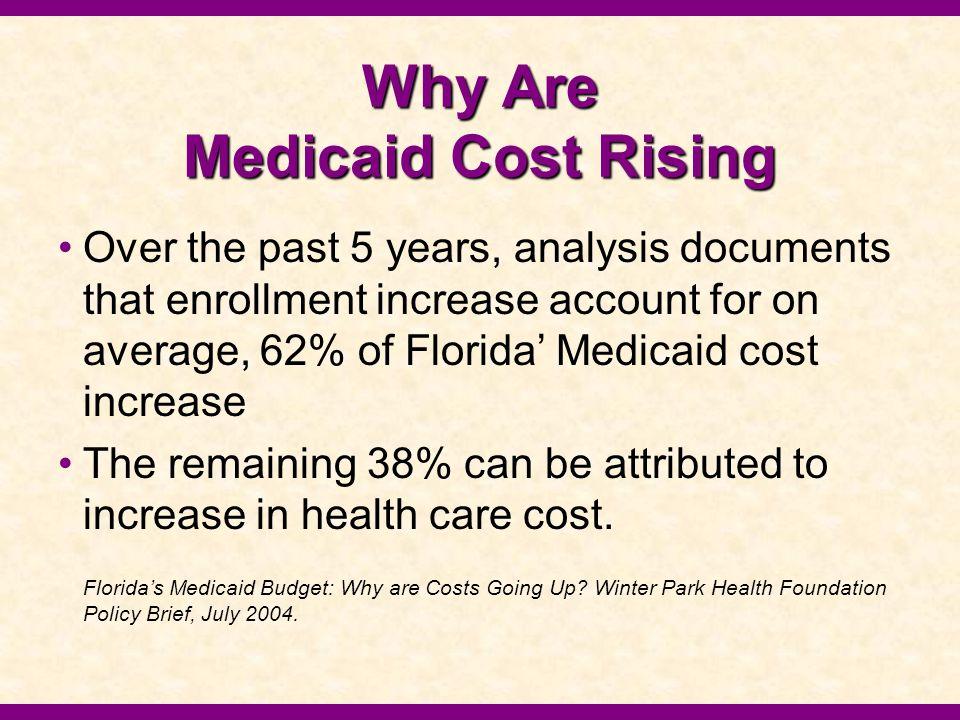 Why Are
Medicaid Cost Rising
• Over the past 5 years, analysis documents
that enrollment increase account for on
average, 62% of Florida’ Medicaid cost
increase
• The remaining 38% can be attributed to
increase in health care cost.
Florida’s Medicaid Budget: Why are Costs Going Up? Winter Park Health Foundation
Policy Brief, July 2004.